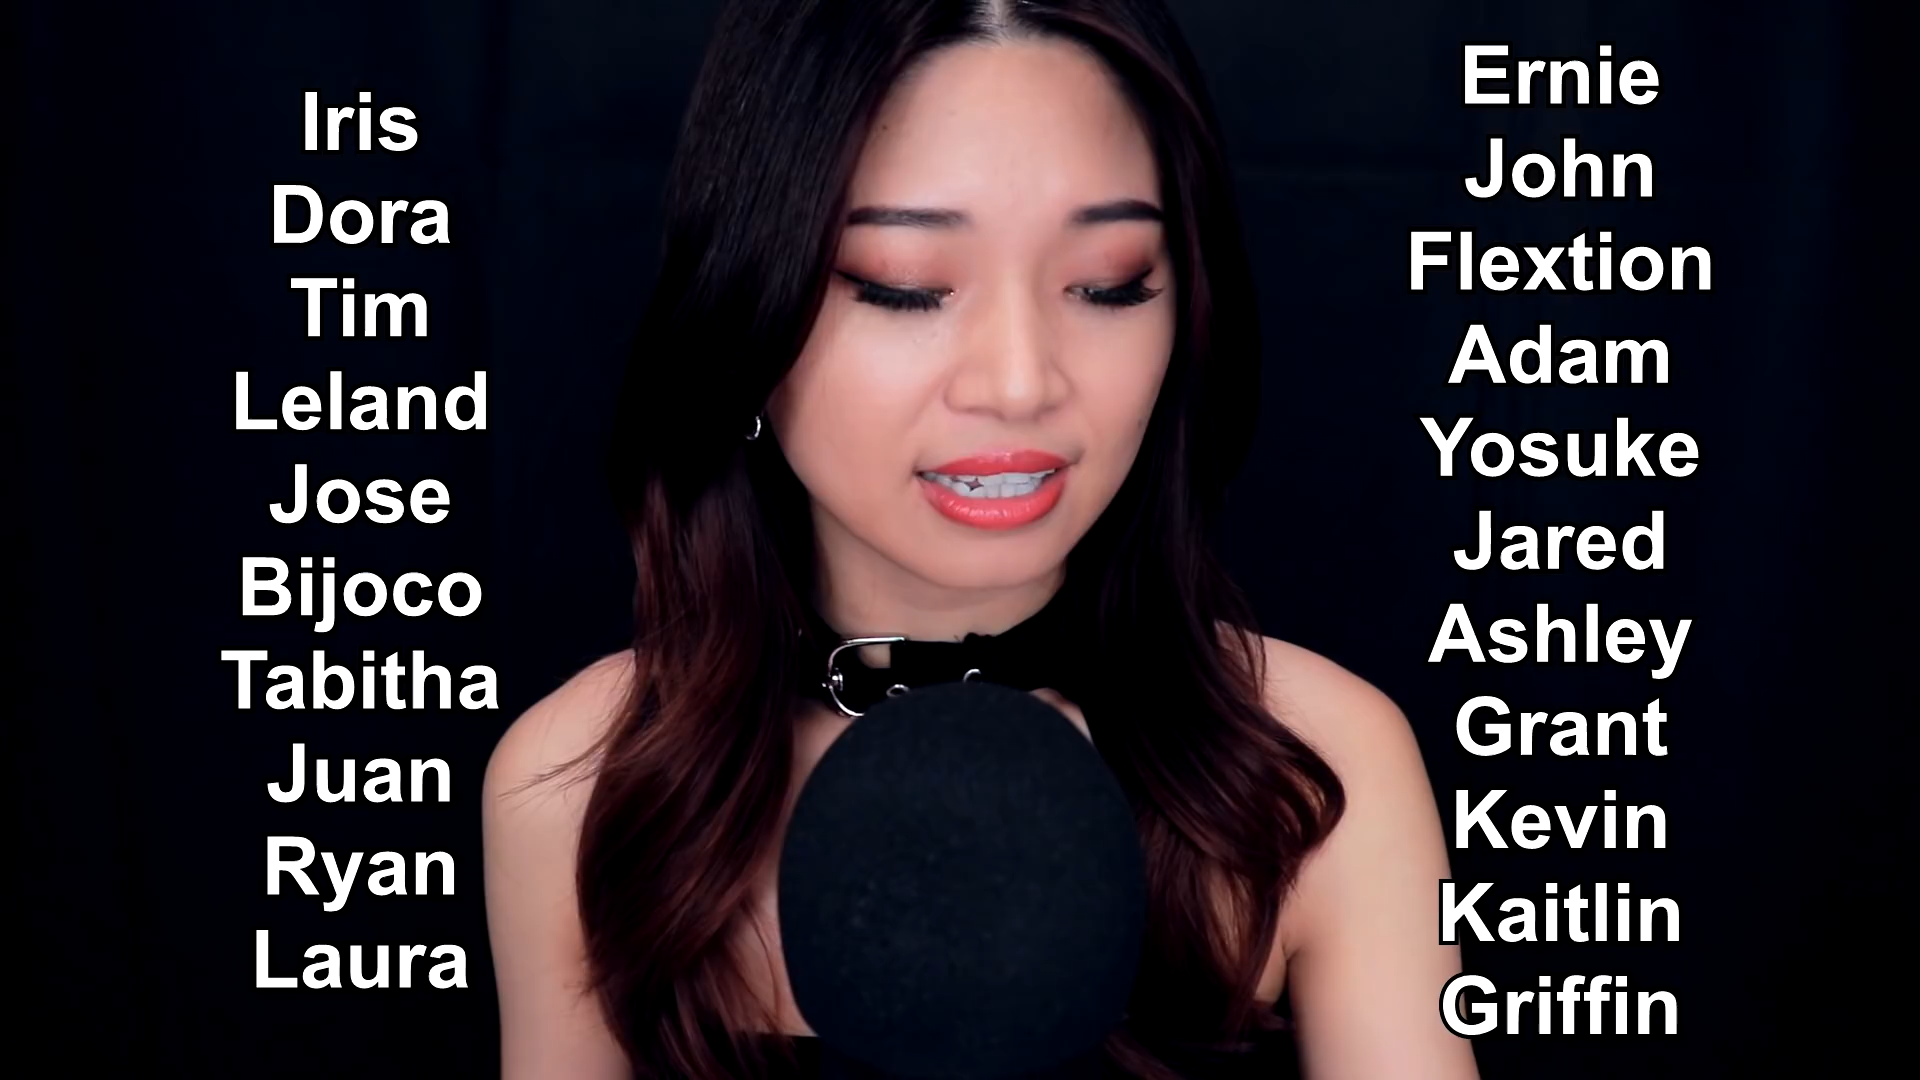 Iris
Dora
Tim
Leland
Jose
Bijoco
Tabitha
Juan
Ryan
Laura
Ernie
John
Flextion
Adam
Yosuke
Jared
Ashley
Grant
Kevin
Kaitlin
Griffin